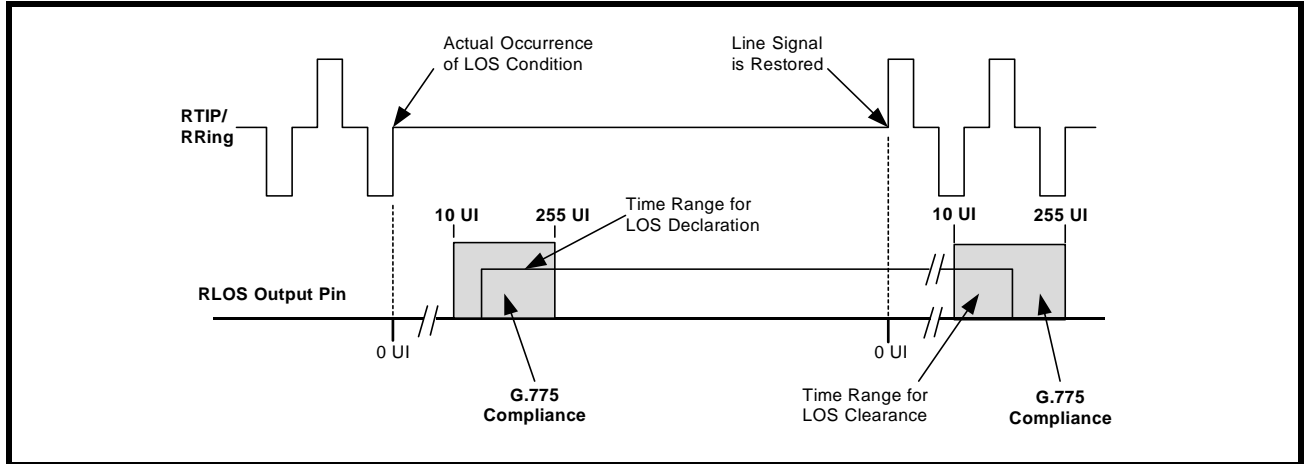 Actual Occurrence
of LOS Condition
Line Signal
is Restored
RTIP/
RRing
Time Range for
LOS Declaration
10 UI
255 UI
10 UI
255 UI
RLOS Output Pin
0 UI
0 UI
G.775
Compliance
Time Range for
LOS Clearance
G.775
Compliance